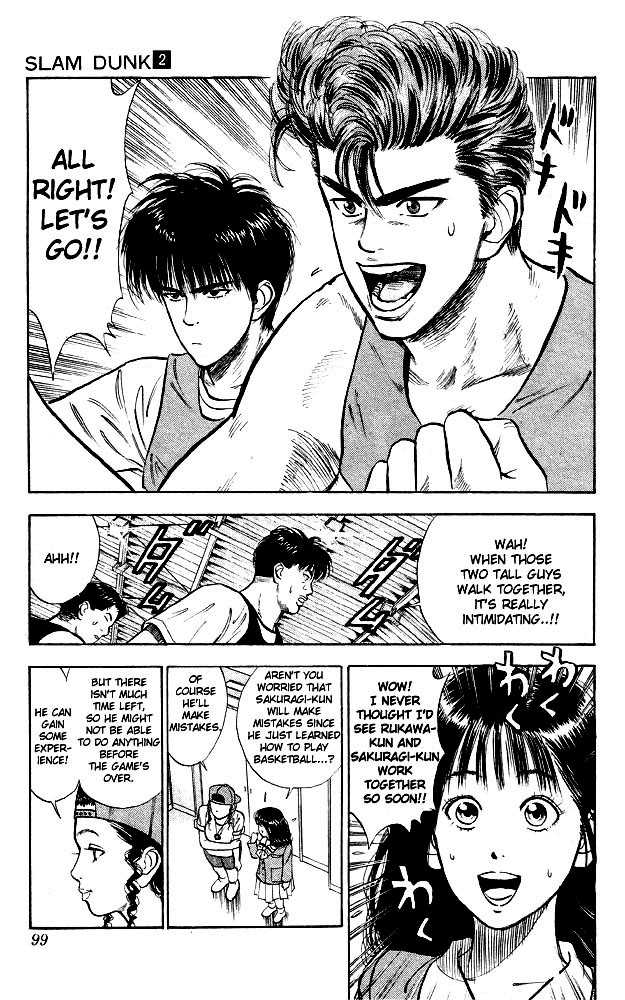 SLAM DUNK 2
ドキ
ドキ
ALL
RIGHT!
LET'S
GO!!
WAH!
WHEN THOSE
TWO TALL GUYS
WALK TOGETHER,
IT'S REALLY
INTIMIDATING..!!
AHH!!
WOW!
I NEVER
THOUGHT I'D
SEE RUKAWA-
KUN AND
SAKURAGI-KUN
WORK
TOGETHER
SO SOON!!
わく
わく
わく
AREN'T YOU
WORRIED THAT
SAKURAGI-KUN
WILL MAKE
MISTAKES SINCE
HE JUST LEARNED
HOW TO PLAY
BASKETBALL...?
OF
COURSE
HE'LL
MAKE
MISTAKES.
BUT THERE
ISN'T MUCH
TIME LEFT,
SO HE MIGHT
NOT BE ABLE
TO DO ANYTHING
BEFORE
THE GAME'S
OVER.
HE CAN
GAIN
SOME
EXPER-
IENCE!
99